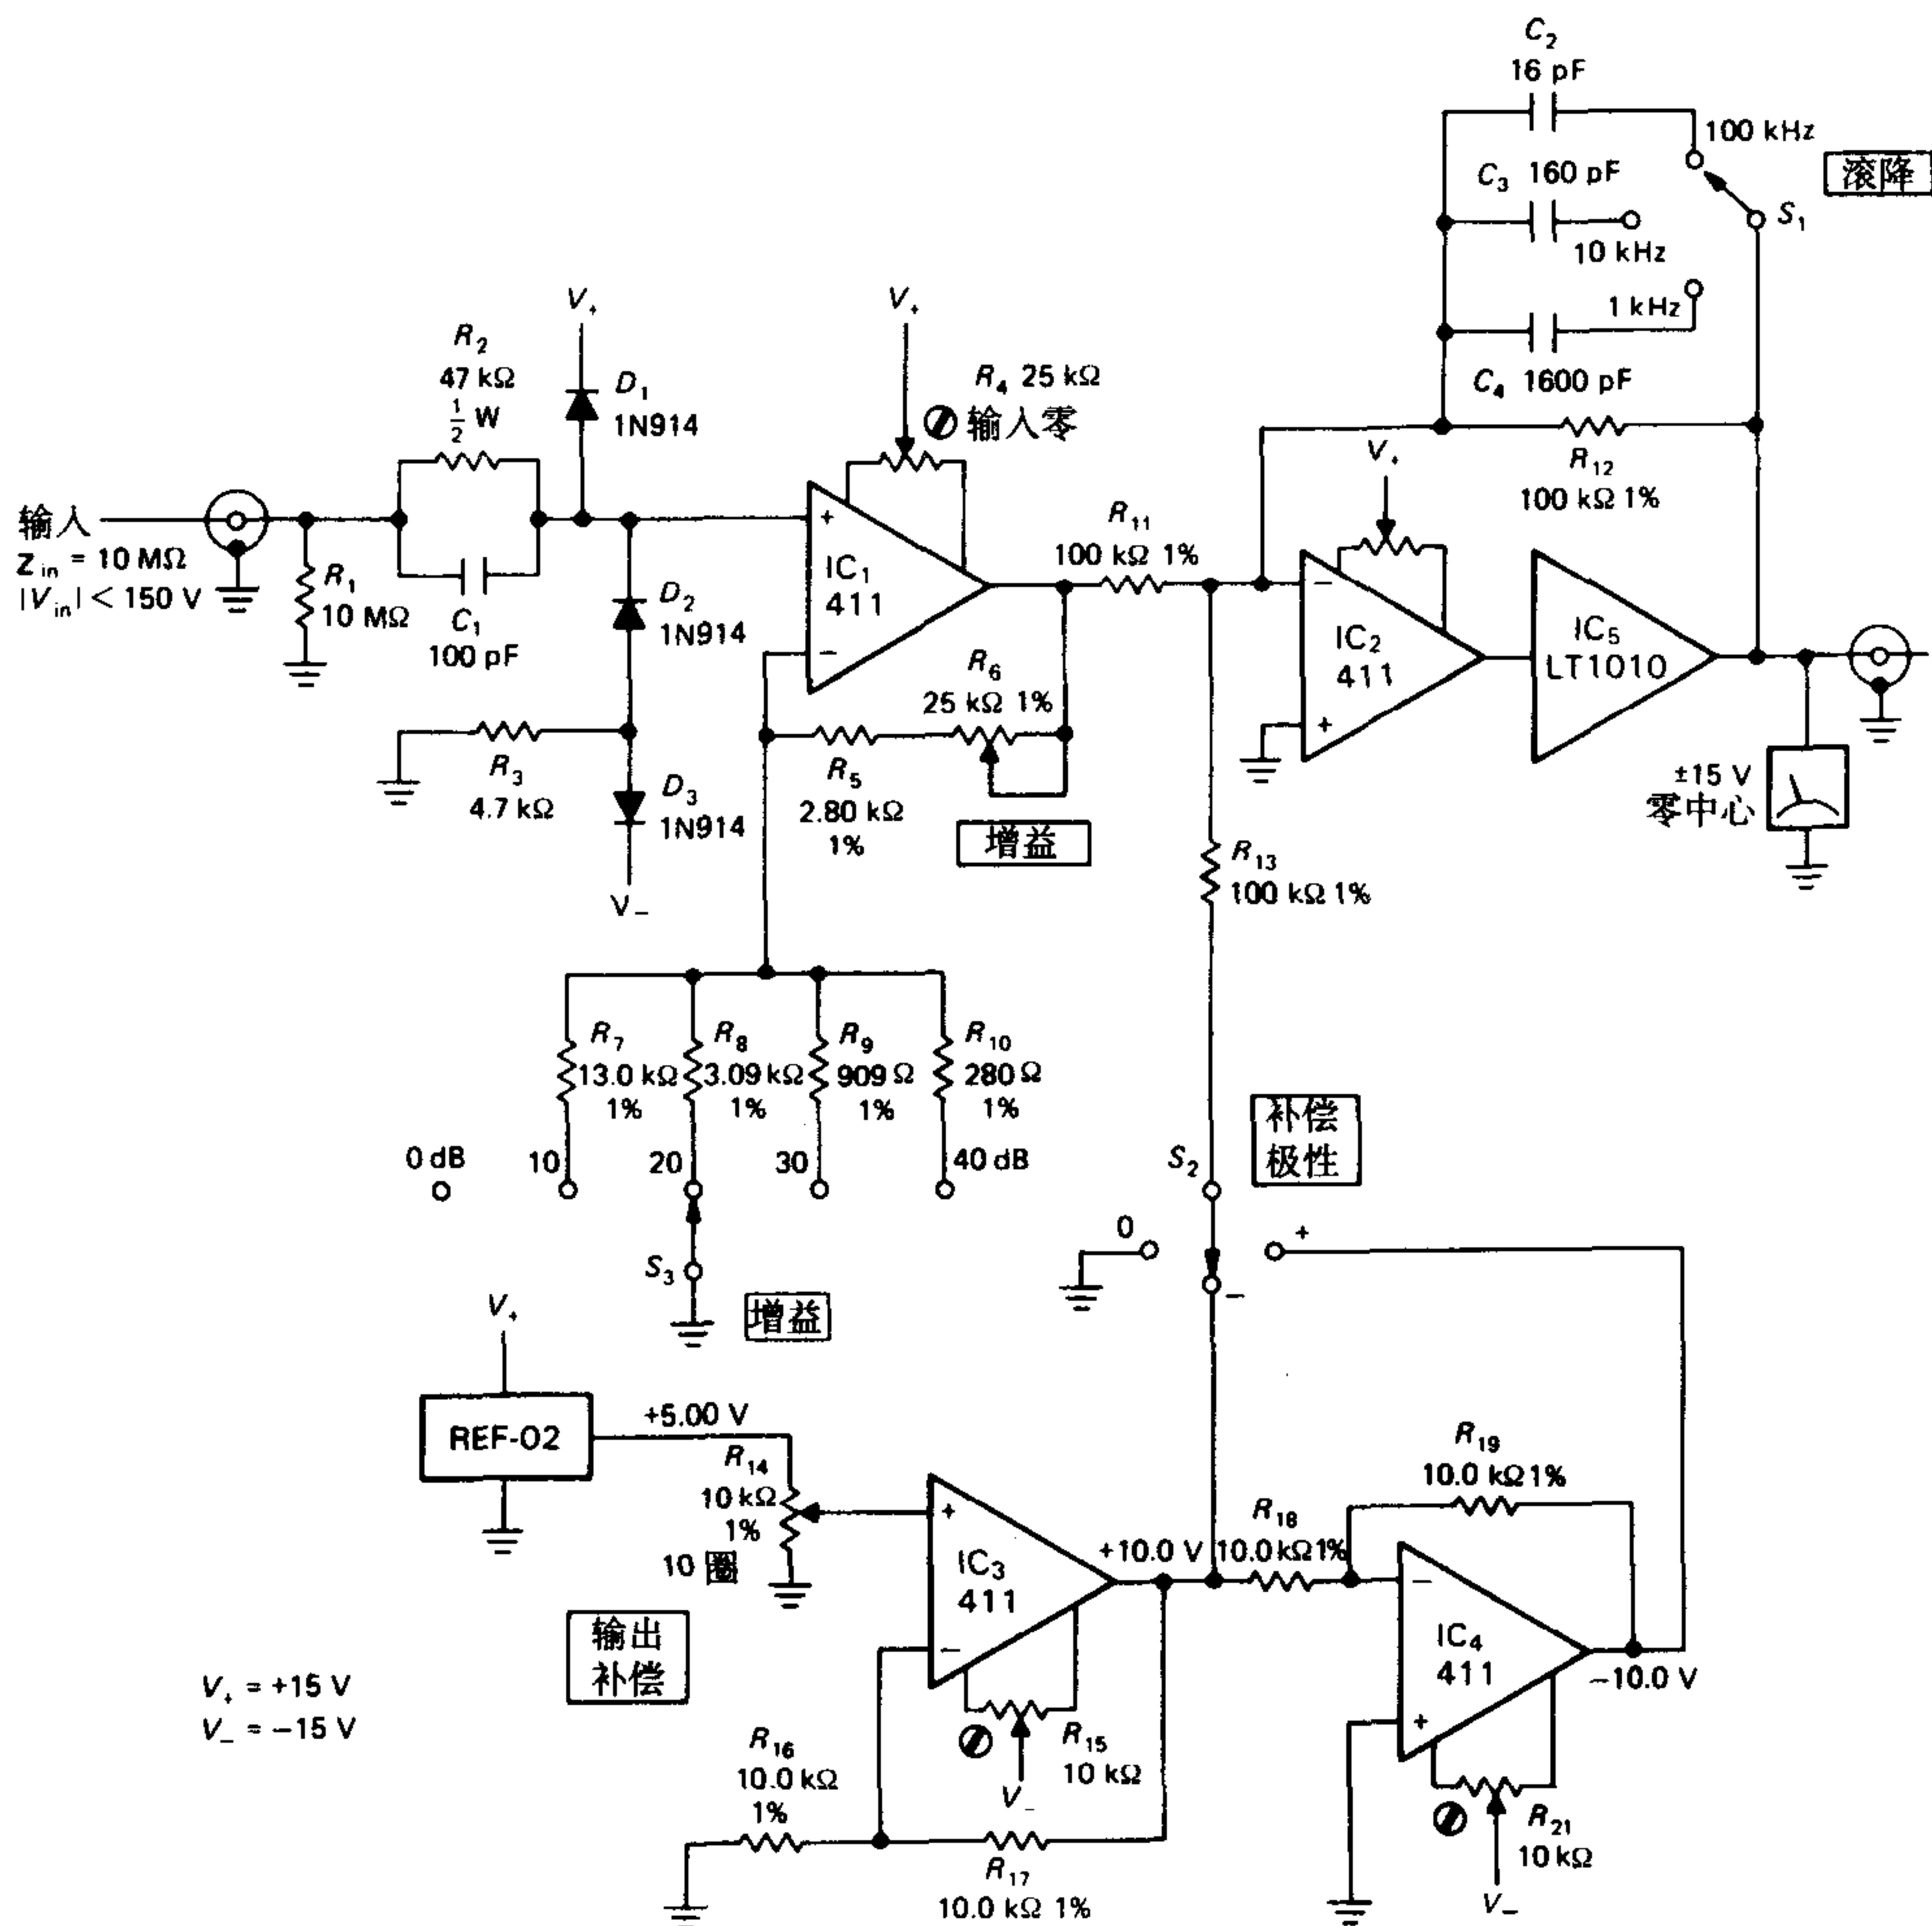 C₂
16 pF
100 kHz
滚降
C₃ 160 pF
S₁
10 kHz
1 kHz
C₄ 1600 pF
V₊
V₊
R₂
47 kΩ
½ W
D₁
1N914
R₄ 25 kΩ
输入零
V₊
R₁₂
100 kΩ 1%
输入
z_in = 10 MΩ
|V_in| < 150 V
R₁
10 MΩ
C₁
100 pF
D₂
1N914
+
IC₁
411
−
R₁₁
100 kΩ 1%
−
IC₂
411
+
IC₅
LT1010
R₆
25 kΩ 1%
R₃
4.7 kΩ
D₃
1N914
V₋
R₅
2.80 kΩ
1%
增益
±15 V
零中心
R₁₃
100 kΩ 1%
R₇
13.0 kΩ
1%
R₈
3.09 kΩ
1%
R₉
909 Ω
1%
R₁₀
280 Ω
1%
0 dB
10
20
30
40 dB
S₂
补偿
极性
0
+
−
S₃
增益
V₊
REF-02
+5.00 V
R₁₄
10 kΩ
1%
10 圈
输出
补偿
+
IC₃
411
−
+10.0 V
R₁₈
10.0 kΩ 1%
R₁₉
10.0 kΩ 1%
−
IC₄
411
+
−10.0 V
V₊ = +15 V
V₋ = −15 V
R₁₆
10.0 kΩ
1%
R₁₅
10 kΩ
V₋
R₁₇
10.0 kΩ 1%
R₂₁
10 kΩ
V₋